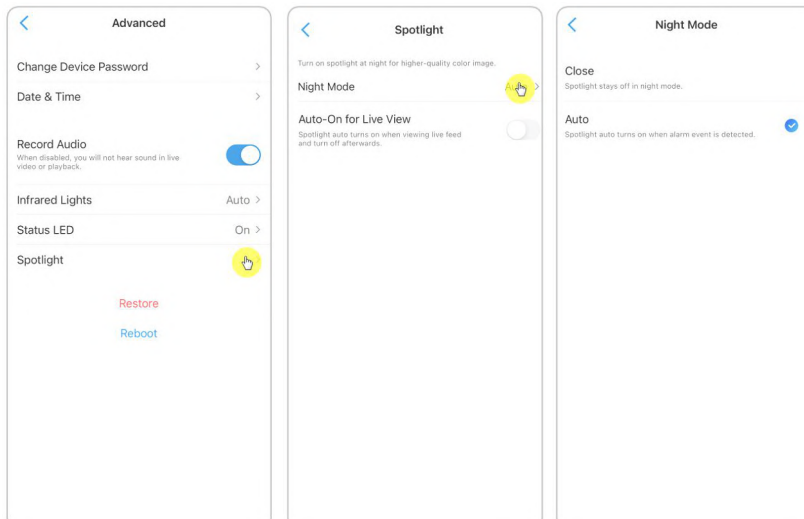 Advanced
Change Device Password
Date & Time
Record Audio
When disabled, you will not hear sound in live
video or playback.
Infrared Lights
Auto
Status LED
On
Spotlight
Restore
Reboot
Spotlight
Turn on spotlight at night for higher-quality color image.
Night Mode
Auto-On for Live View
Spotlight auto turns on when viewing live feed
and turn off afterwards.
Night Mode
Close
Spotlight stays off in night mode.
Auto
Spotlight auto turns on when alarm event is detected.